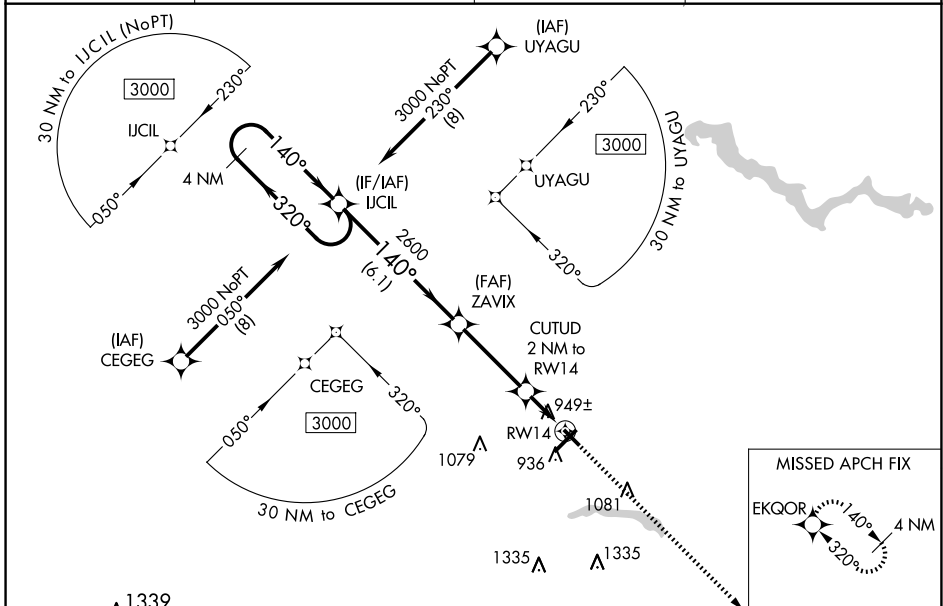 30 NM to IJCIL (NoPT)
3000
230°
IJCIL
050°
4 NM
140°
320°
(IF/IAF)
IJCIL
(IAF)
UYAGU
3000 NoPT
230°
(8)
230°
3000
UYAGU
320°
30 NM to UYAGU
2600
140°
(6.1)
3000 NoPT
050°
(8)
(IAF)
CEGEG
(FAF)
ZAVIX
CUTUD
2 NM to
RW14
CEGEG
050°
320°
3000
30 NM to CEGEG
949±
RW14
1079
936
1081
1335
1335
1339
MISSED APCH FIX
EKQOR
140°
4 NM
320°